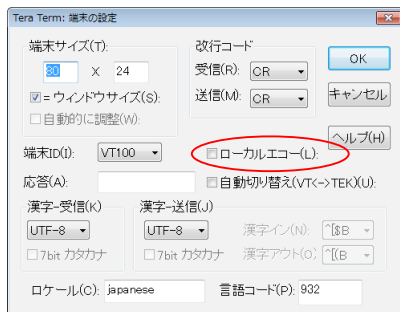 Tera Term: 端末の設定
端末サイズ(T):
80 X 24
=ウィンドウサイズ(S):
自動的に調整(W):
改行コード
受信(R): CR
送信(M): CR
OK
キャンセル
ヘルプ(H)
端末ID(I): VT100
ローカルエコー(L):
応答(A):
自動切り替え(VT<->TEK)(U):
漢字-受信(K)
UTF-8
7bit カタカナ
漢字-送信(J)
UTF-8
7bit カタカナ
漢字イン(N): ^[$B
漢字アウト(O) ^[(B
ロケール(C): japanese
言語コード(P): 932